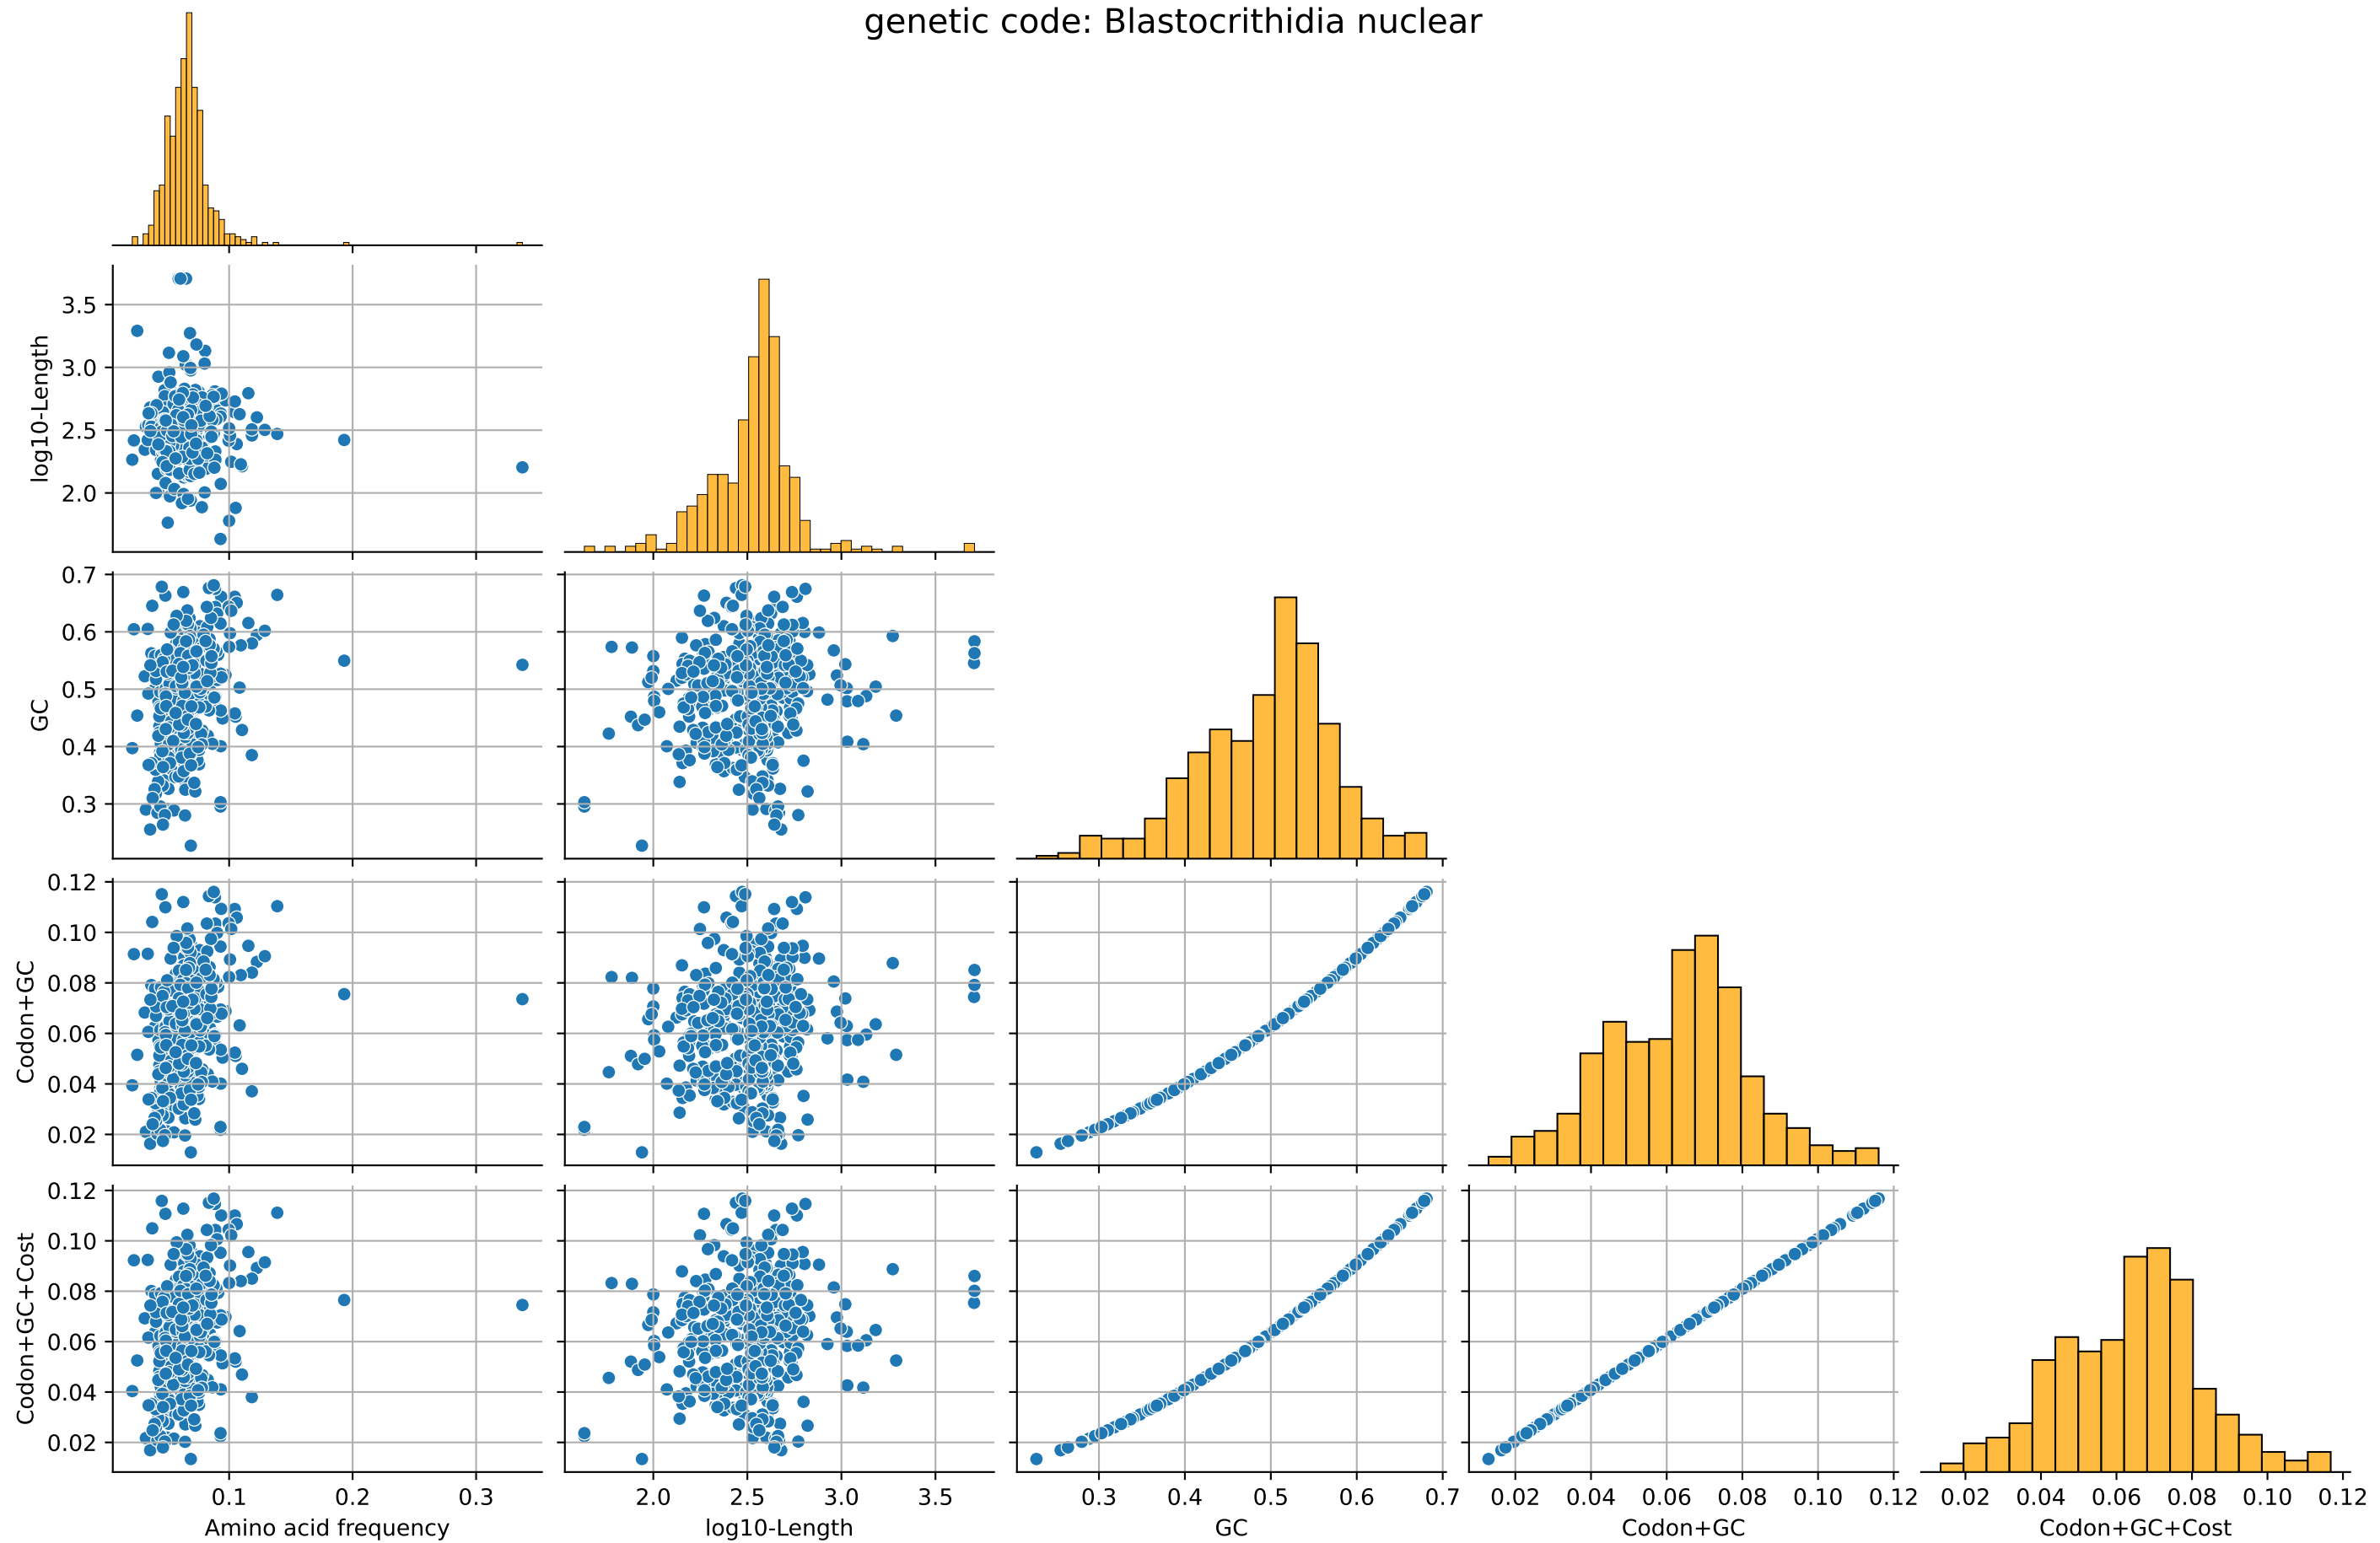 genetic code: Blastocrithidia nuclear
log10-Length
3.5
3.0
2.5
2.0
GC
0.7
0.6
0.5
0.4
0.3
Codon+GC
0.12
0.10
0.08
0.06
0.04
0.02
Codon+GC+Cost
0.12
0.10
0.08
0.06
0.04
0.02
0.1 0.2 0.3
2.0 2.5 3.0 3.5
0.3 0.4 0.5 0.6 0.7
0.02 0.04 0.06 0.08 0.10 0.12
0.02 0.04 0.06 0.08 0.10 0.12
Amino acid frequency
log10-Length
GC
Codon+GC
Codon+GC+Cost